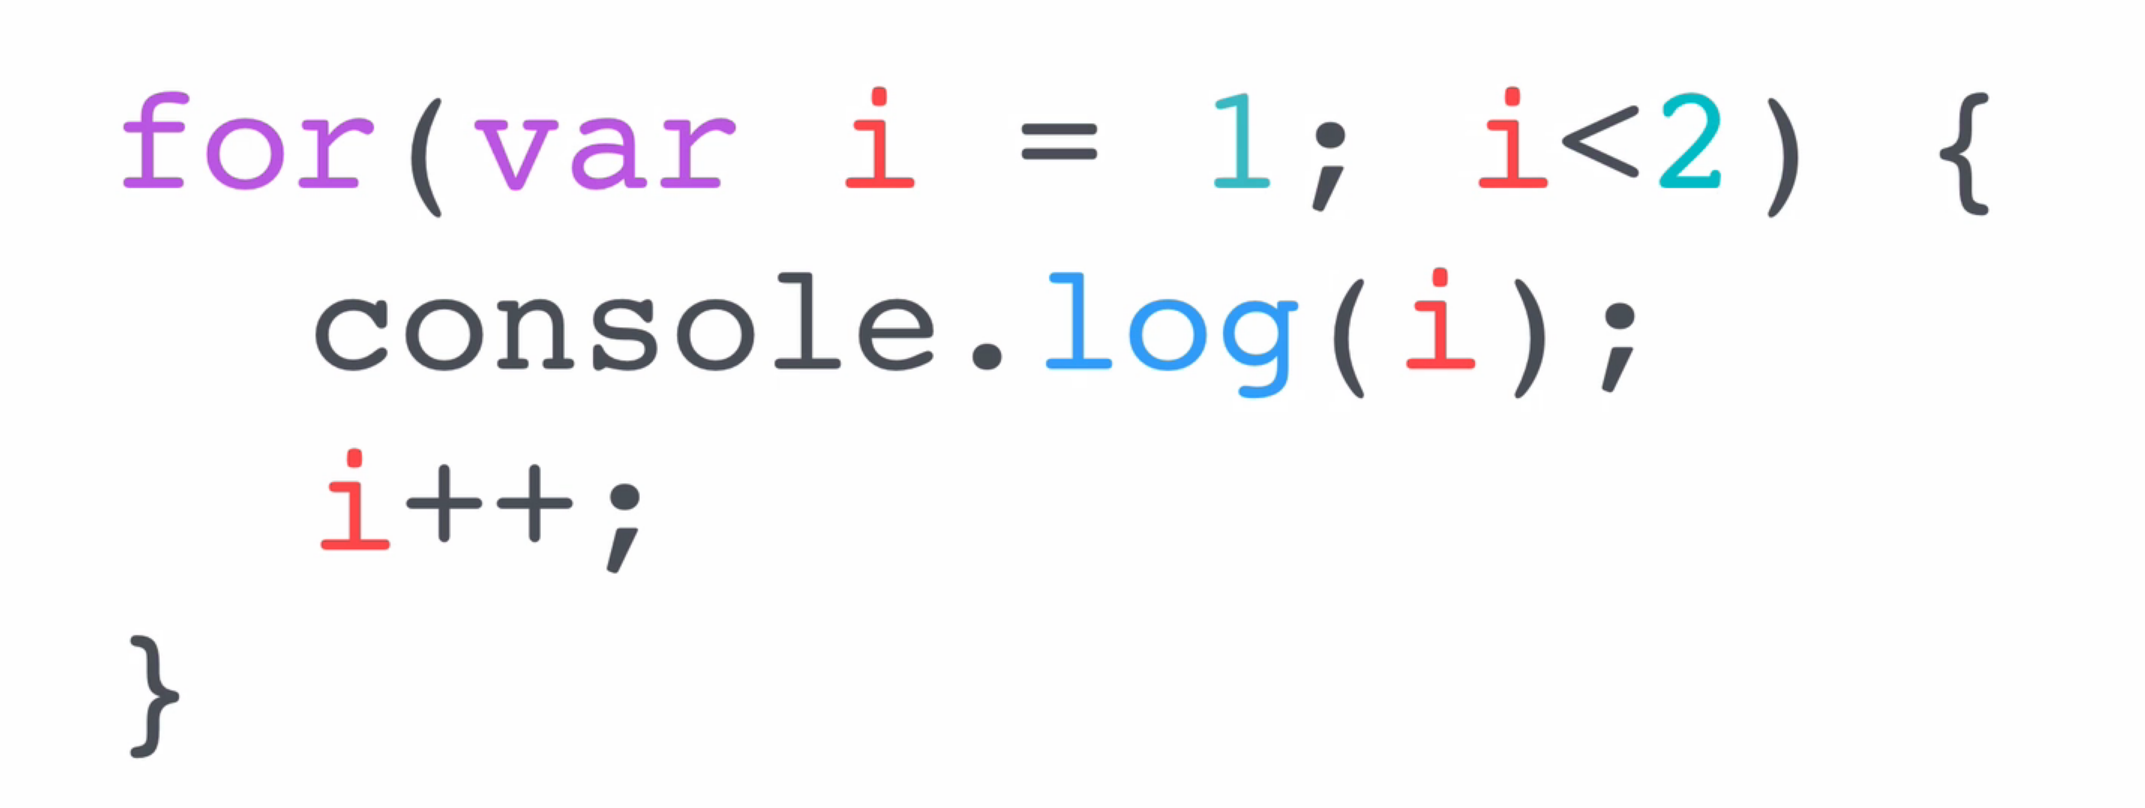 for(var i = 1; i<2) {
  console.log(i);
  i++;
}